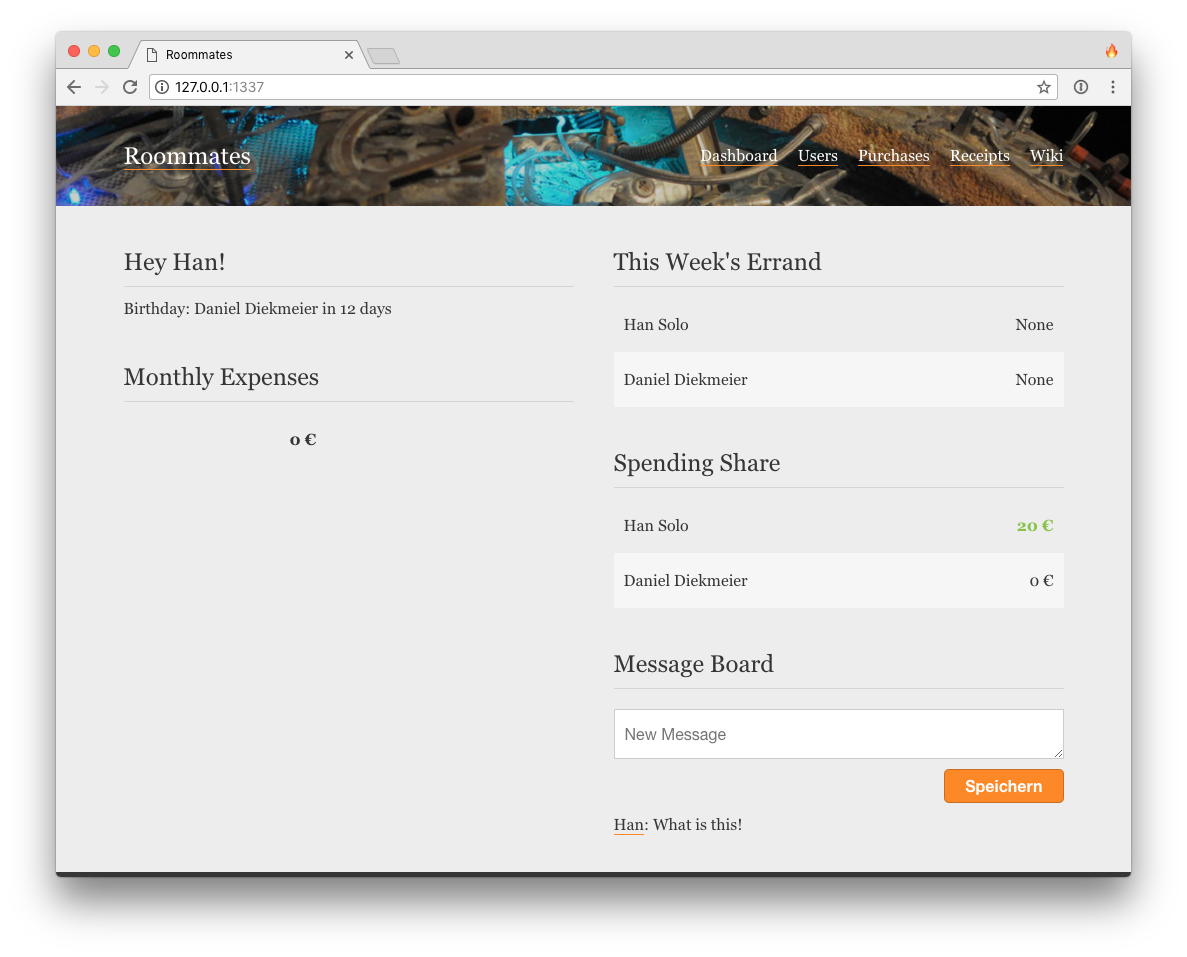 Roommates
127.0.0.1:1337
Roommates
Dashboard Users Purchases Receipts Wiki
Hey Han!
Birthday: Daniel Diekmeier in 12 days
Monthly Expenses
0 €
This Week's Errand
Han Solo None
Daniel Diekmeier None
Spending Share
Han Solo 20 €
Daniel Diekmeier 0 €
Message Board
New Message
Speichern
Han: What is this!